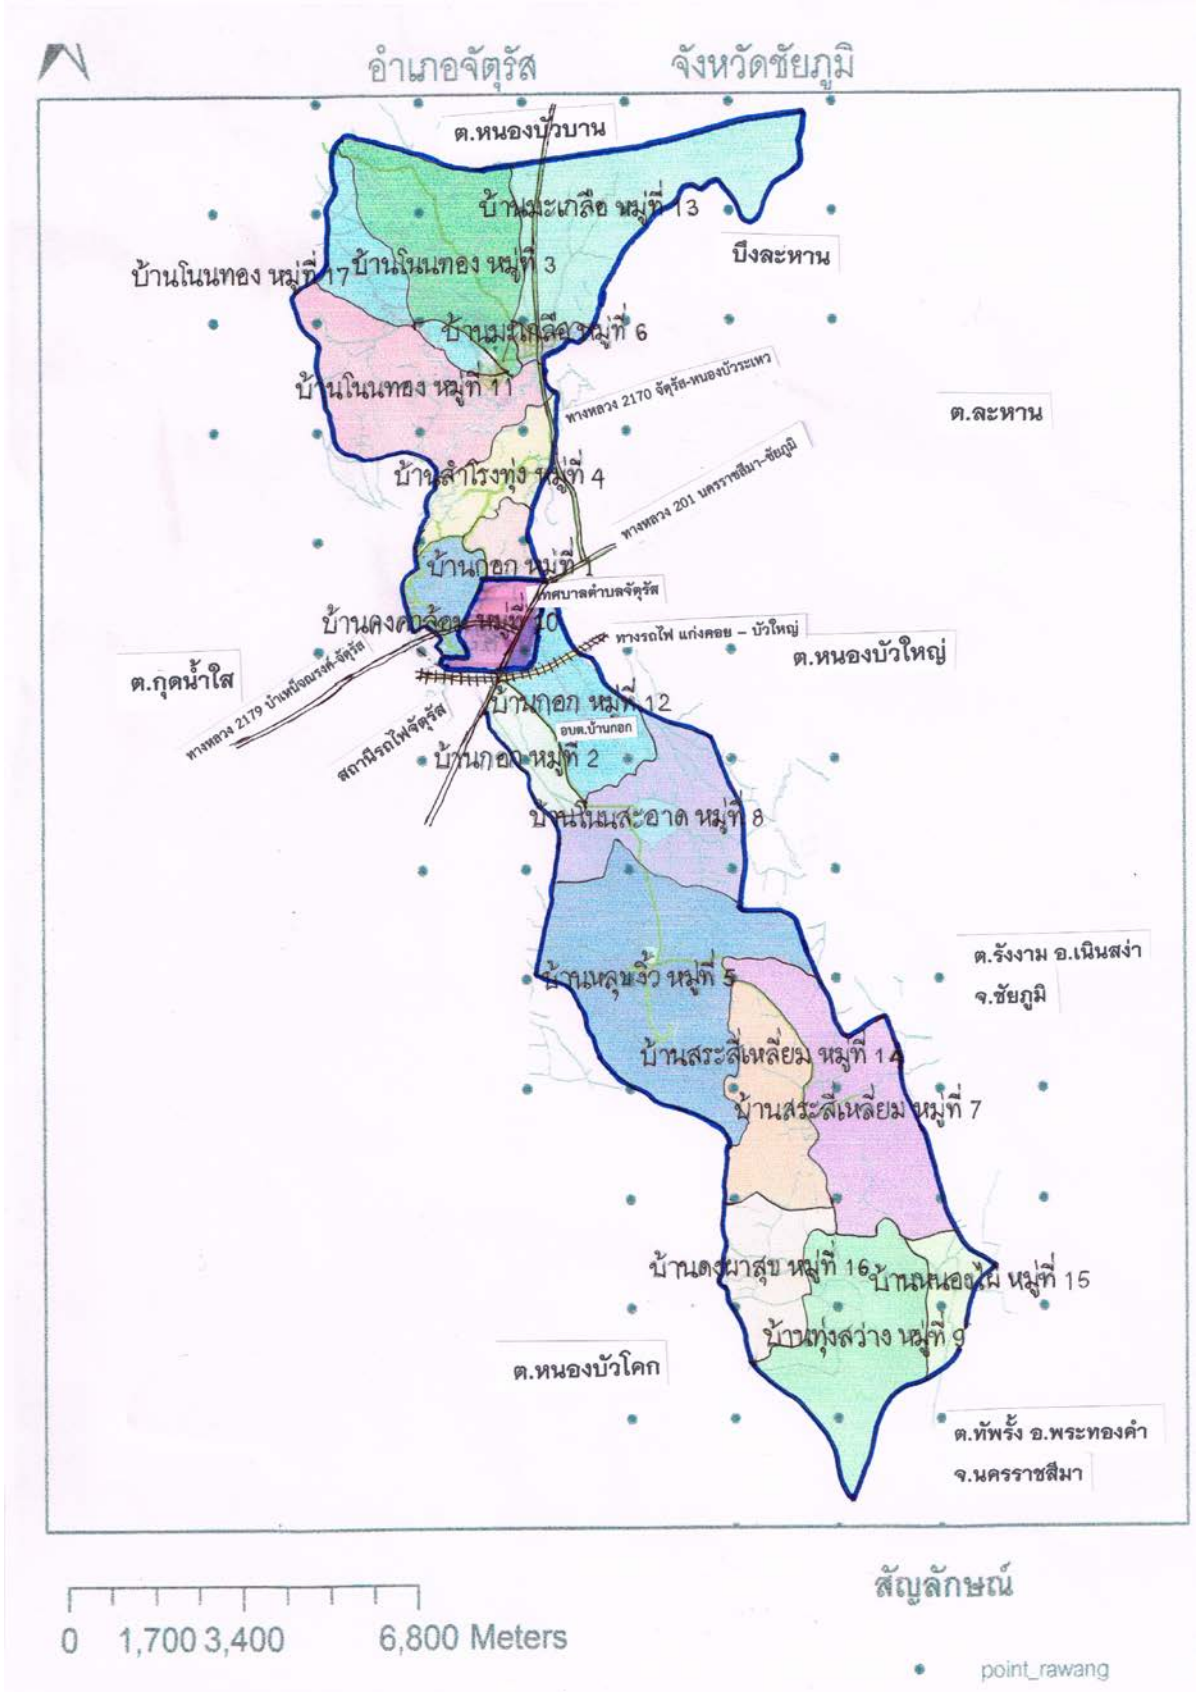 อำเภอจัตุรัส
จังหวัดชัยภูมิ
ต.หนองบัวบาน
บ้านมะเกลือ หมู่ที่ 13
บึงละหาน
บ้านโนนทอง หมู่ที่ 3
บ้านโนนทอง หมู่ที่ 17
บ้านมะเกลือ หมู่ที่ 6
บ้านโนนทอง หมู่ที่ 11
ทางหลวง 2170 จัตุรัส-หนองบัวระเหว
ต.ละหาน
บ้านสำโรงทุ่ง หมู่ที่ 4
ทางหลวง 201 นครราชสีมา-ชัยภูมิ
บ้านกอก หมู่ที่ 1
เทศบาลตำบลจัตุรัส
หมู่ที่ 10
ทางรถไฟ แก่งคอย – บัวใหญ่
ต.หนองบัวใหญ่
ต.กุดน้ำใส
ทางหลวง 2179 บำเหน็จณรงค์-จัตุรัส
สถานีรถไฟจัตุรัส
บ้านกอก หมู่ที่ 12
อบต.บ้านกอก
บ้านกอก หมู่ที่ 2
บ้านโนนสะอาด หมู่ที่ 8
ต.รังงาม อ.เนินสง่า
จ.ชัยภูมิ
บ้านหลุบงิ้ว หมู่ที่ 5
บ้านสระสี่เหลี่ยม หมู่ที่ 14
บ้านสระสี่เหลี่ยม หมู่ที่ 7
บ้านดงผาสุข หมู่ที่ 16
บ้านหนองไผ่ หมู่ที่ 15
บ้านทุ่งสว่าง หมู่ที่ 9
ต.หนองบัวโคก
ต.ทัพรั้ง อ.พระทองคำ
จ.นครราชสีมา
สัญลักษณ์
0 1,700 3,400 6,800 Meters
point_rawang